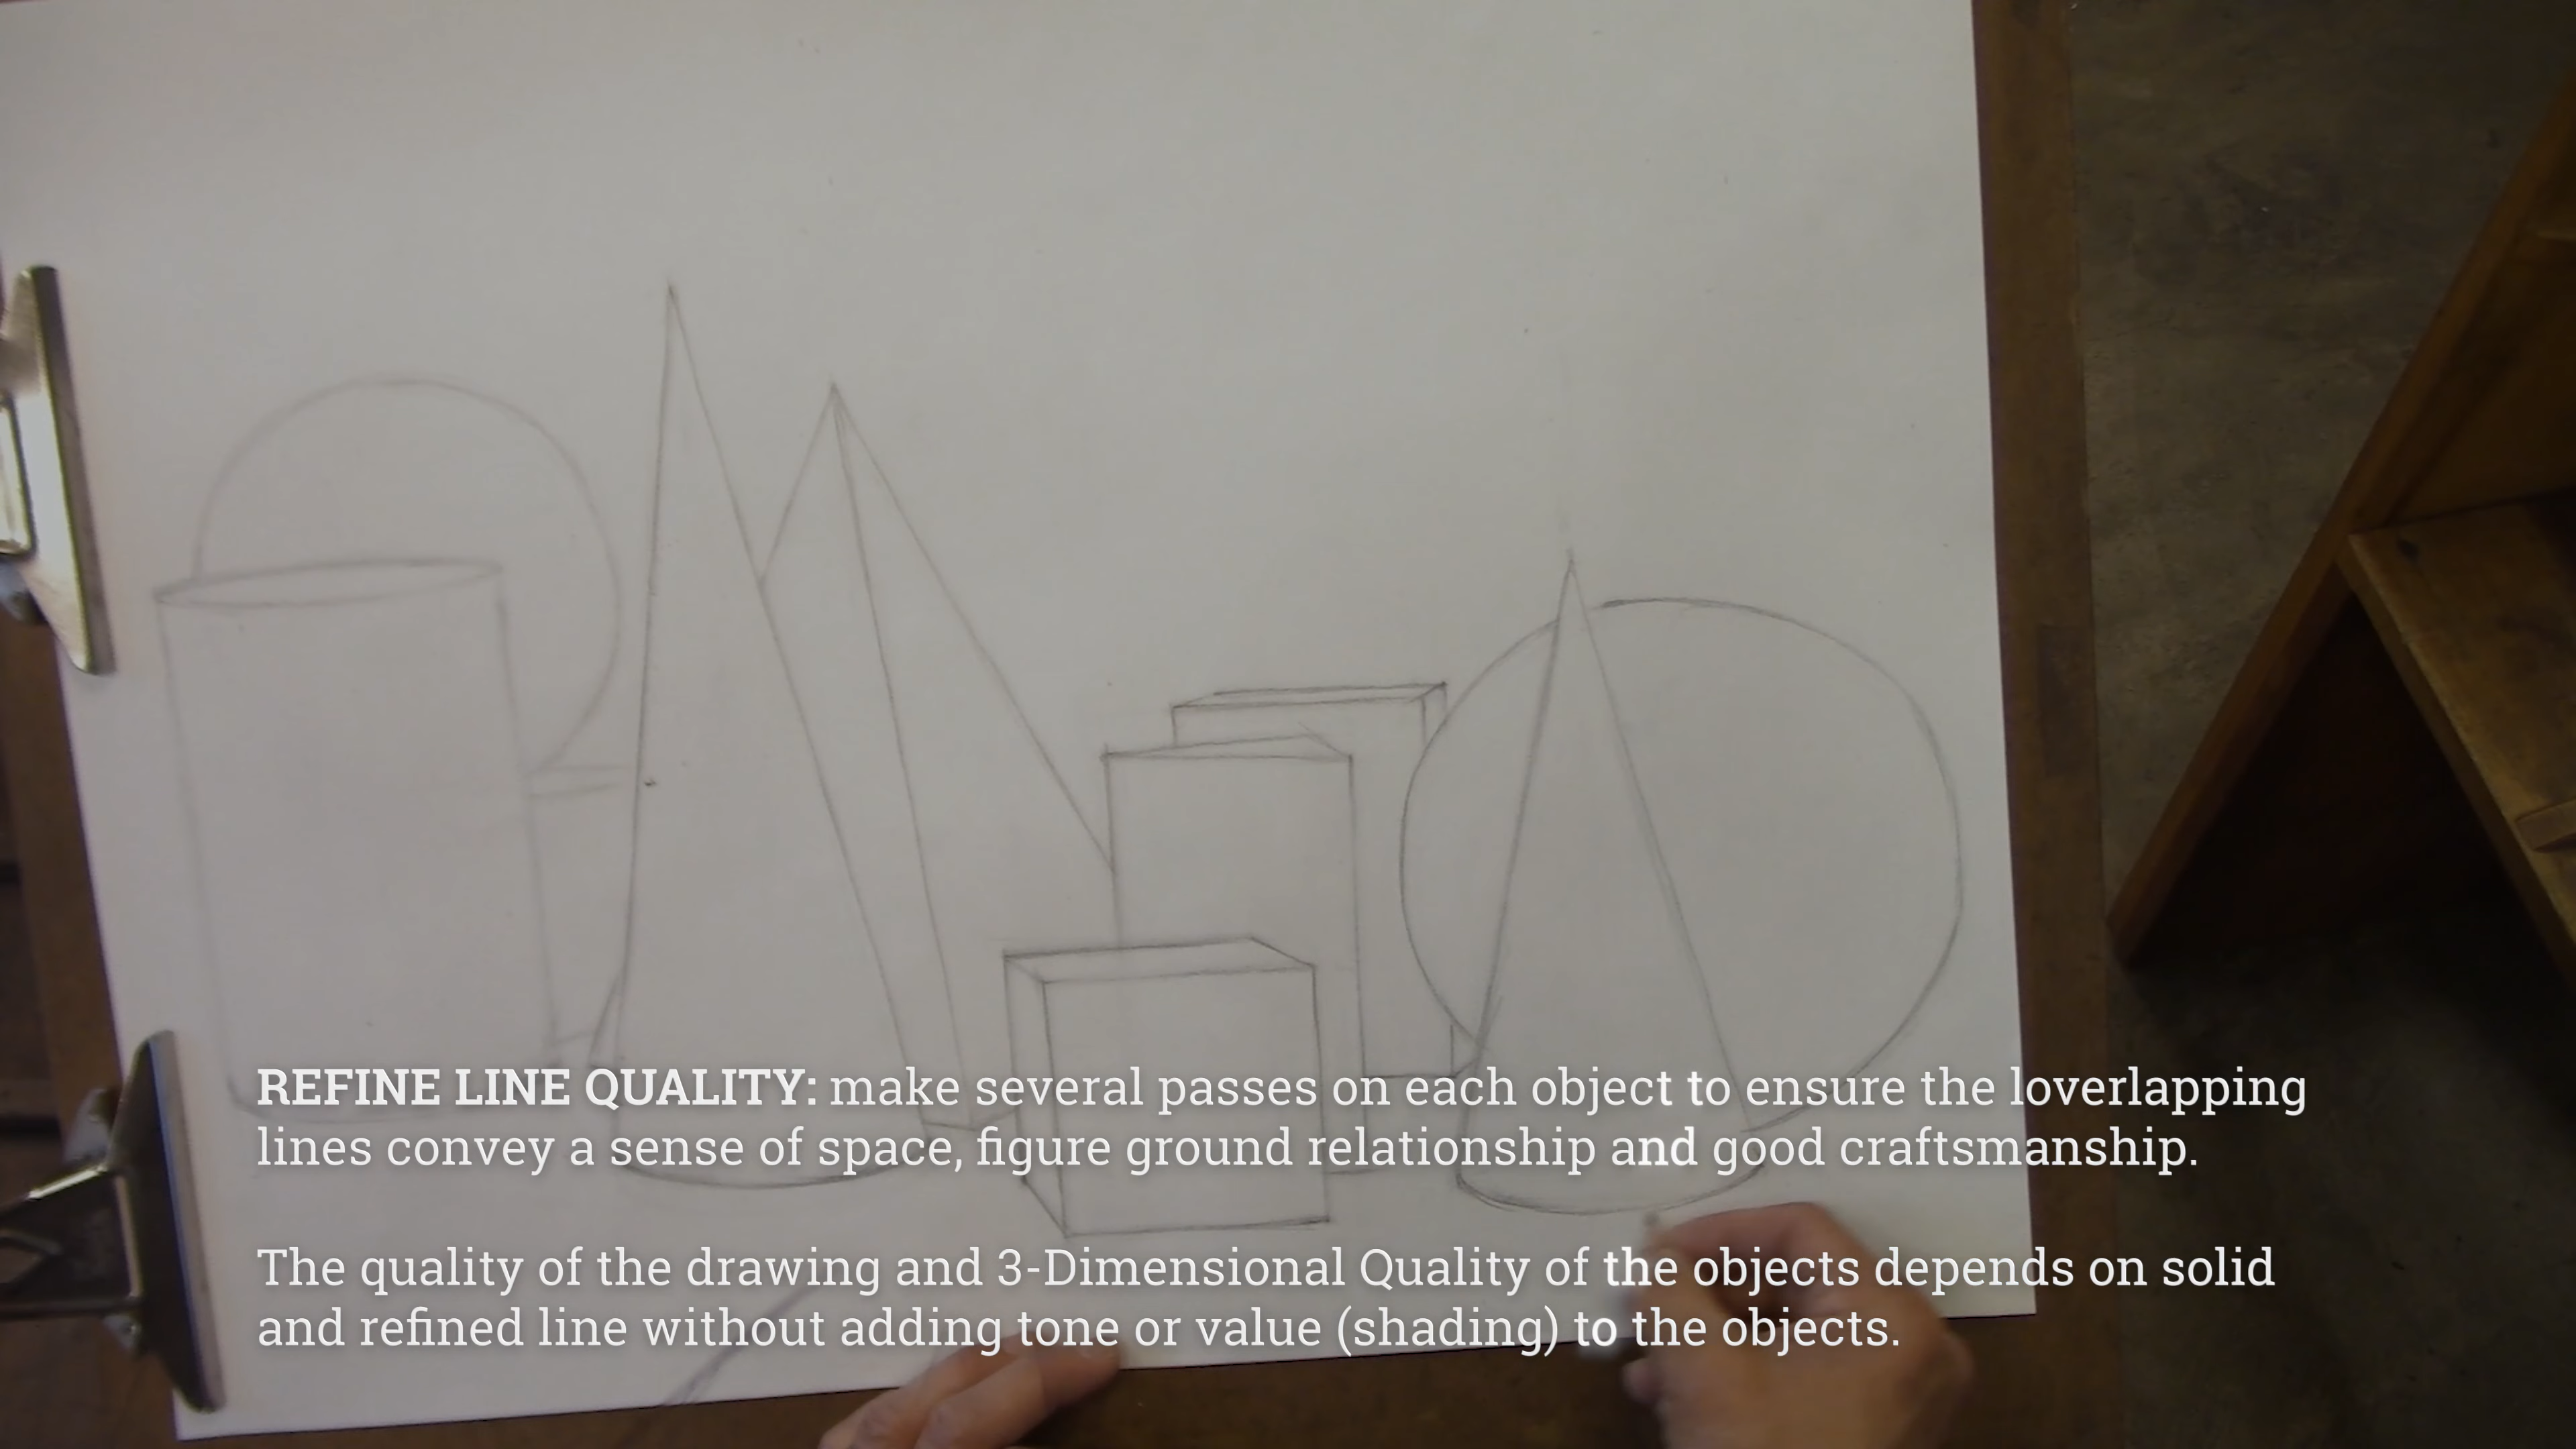 REFINE LINE QUALITY: make several passes on each object to ensure the loverlapping
lines convey a sense of space, figure ground relationship and good craftsmanship.
The quality of the drawing and 3-Dimensional Quality of the objects depends on solid
and refined line without adding tone or value (shading) to the objects.